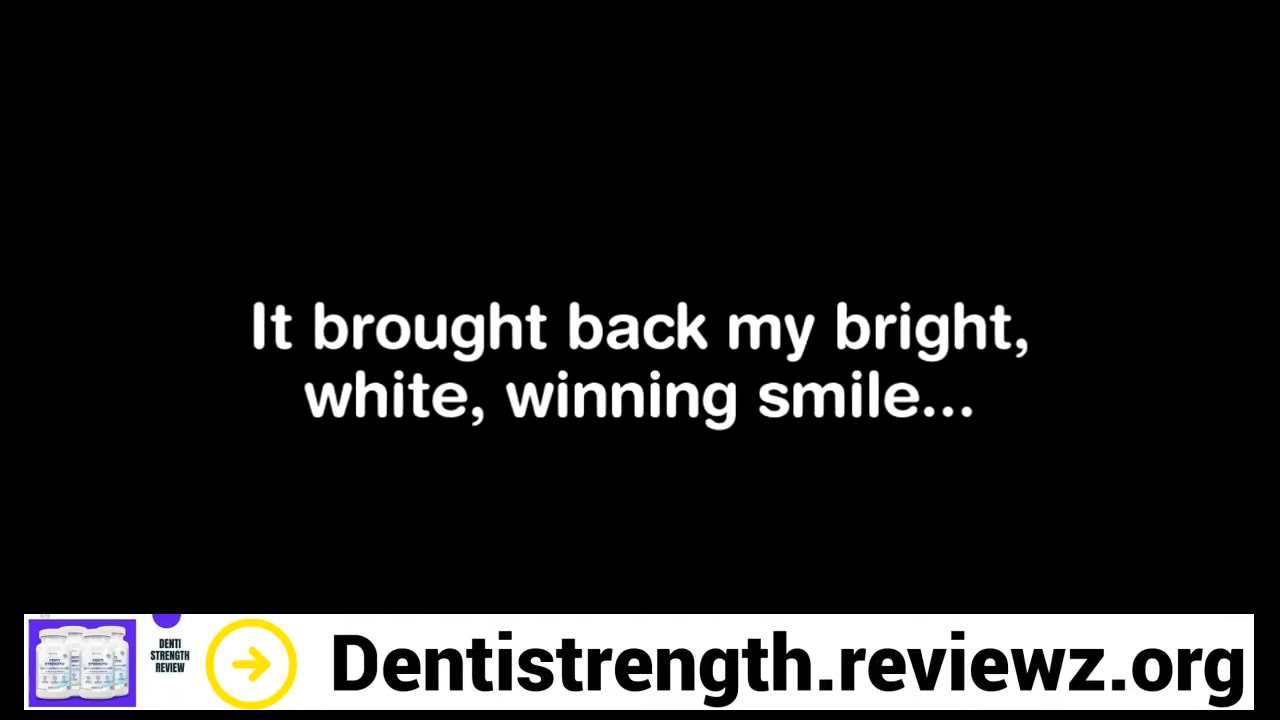 It brought back my bright,
white, winning smile...
DENTI
STRENGTH
REVIEW
Dentistrength.reviewz.org